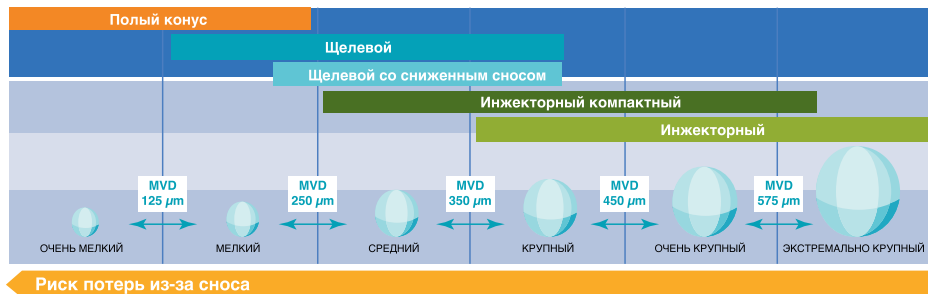 Полый конус
Щелевой
Щелевой со сниженным сносом
Инжекторный компактный
Инжекторный
MVD
125 µm
MVD
250 µm
MVD
350 µm
MVD
450 µm
MVD
575 µm
ОЧЕНЬ МЕЛКИЙ
МЕЛКИЙ
СРЕДНИЙ
КРУПНЫЙ
ОЧЕНЬ КРУПНЫЙ
ЭКСТРЕМАЛЬНО КРУПНЫЙ
Риск потерь из-за сноса